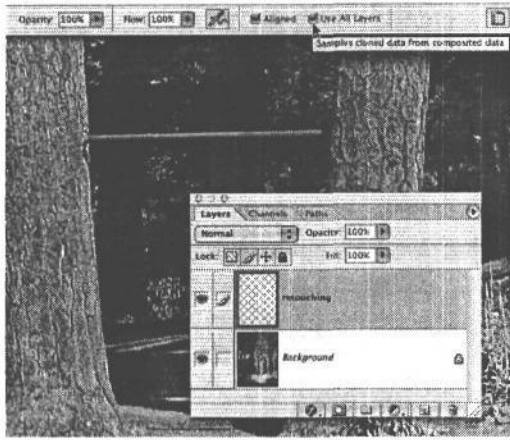 Opacity: 100% Flow: 100% Aligned Use All Layers
Samples cloned data from composited data
Layers Channels Paths
Normal Opacity: 100%
Lock: Fill: 100%
retouching
Background